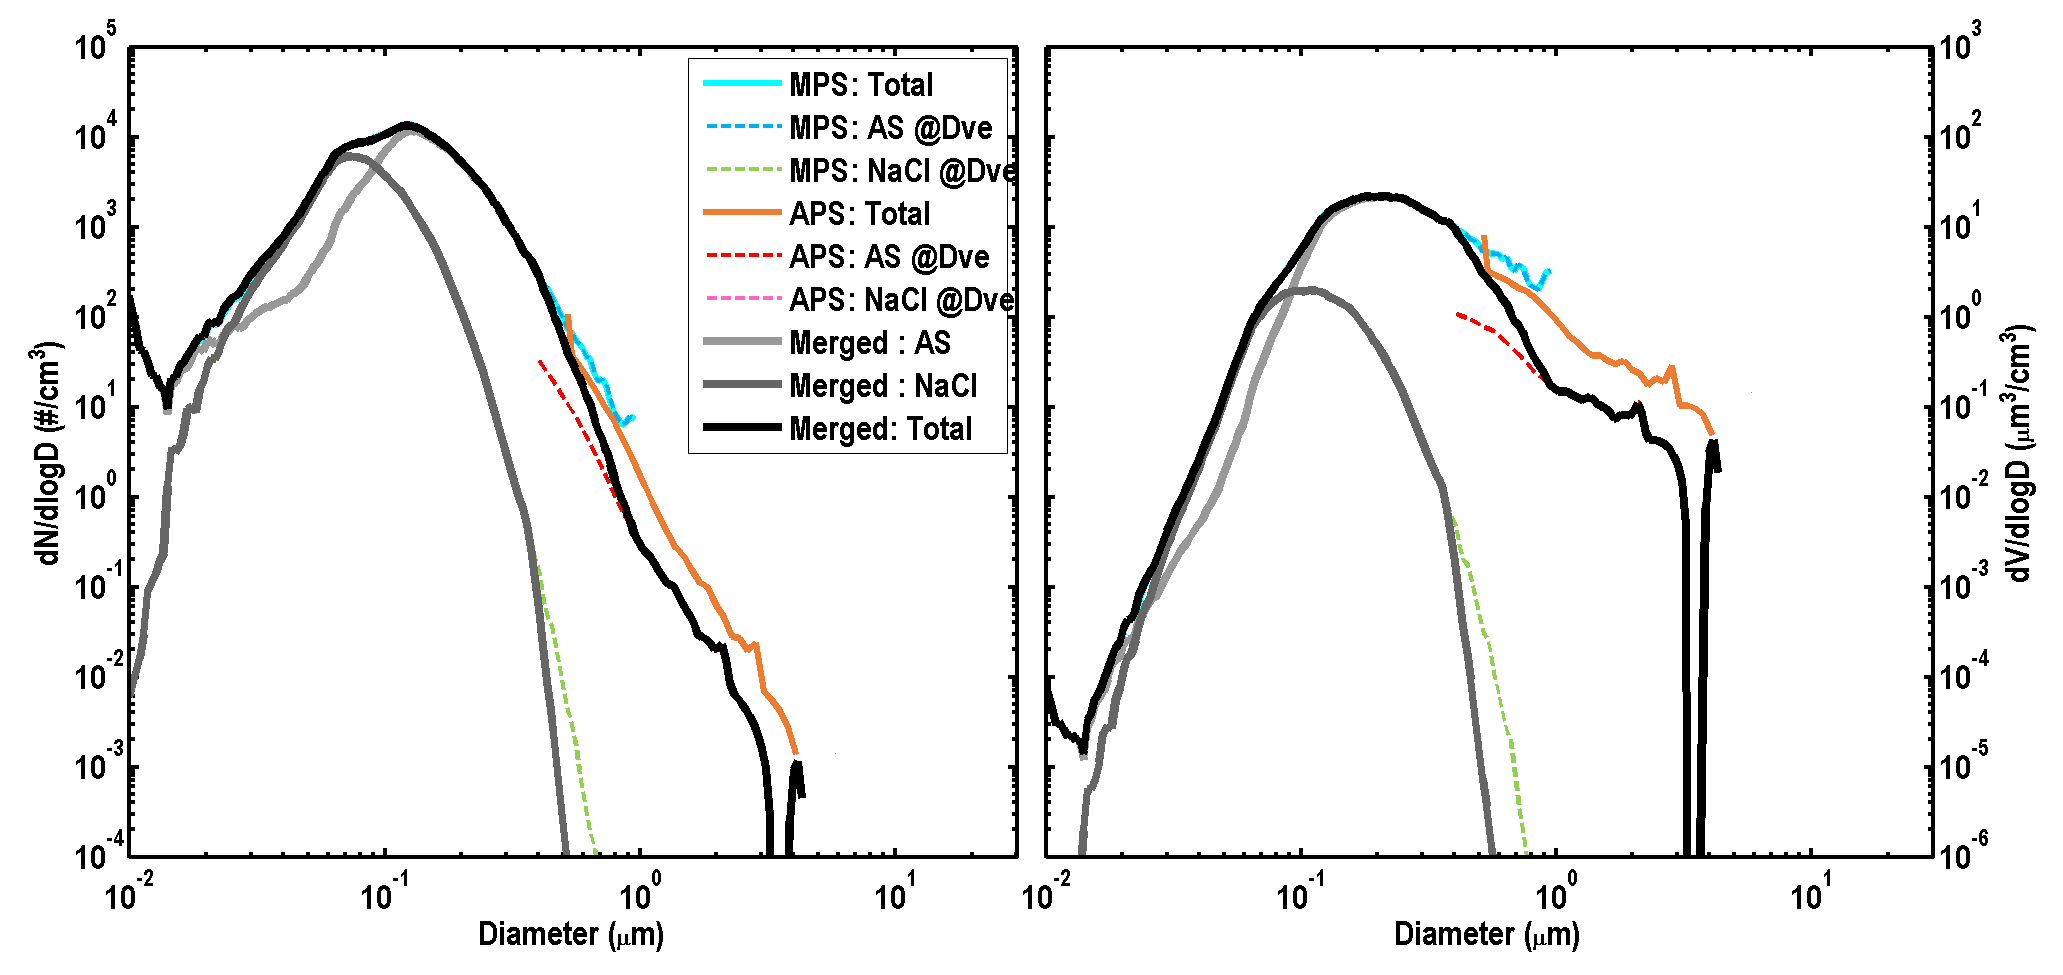 10^5
10^4
10^3
10^2
10^1
10^0
10^-1
10^-2
10^-3
10^-4
dN/dlogD (#/cm^3)
10^-2
10^-1
10^0
10^1
Diameter (μm)
MPS: Total
MPS: AS @Dve
MPS: NaCl @Dve
APS: Total
APS: AS @Dve
APS: NaCl @Dve
Merged : AS
Merged : NaCl
Merged: Total
10^3
10^2
10^1
10^0
10^-1
10^-2
10^-3
10^-4
10^-5
10^-6
dV/dlogD (μm^3/cm^3)
10^-2
10^-1
10^0
10^1
Diameter (μm)